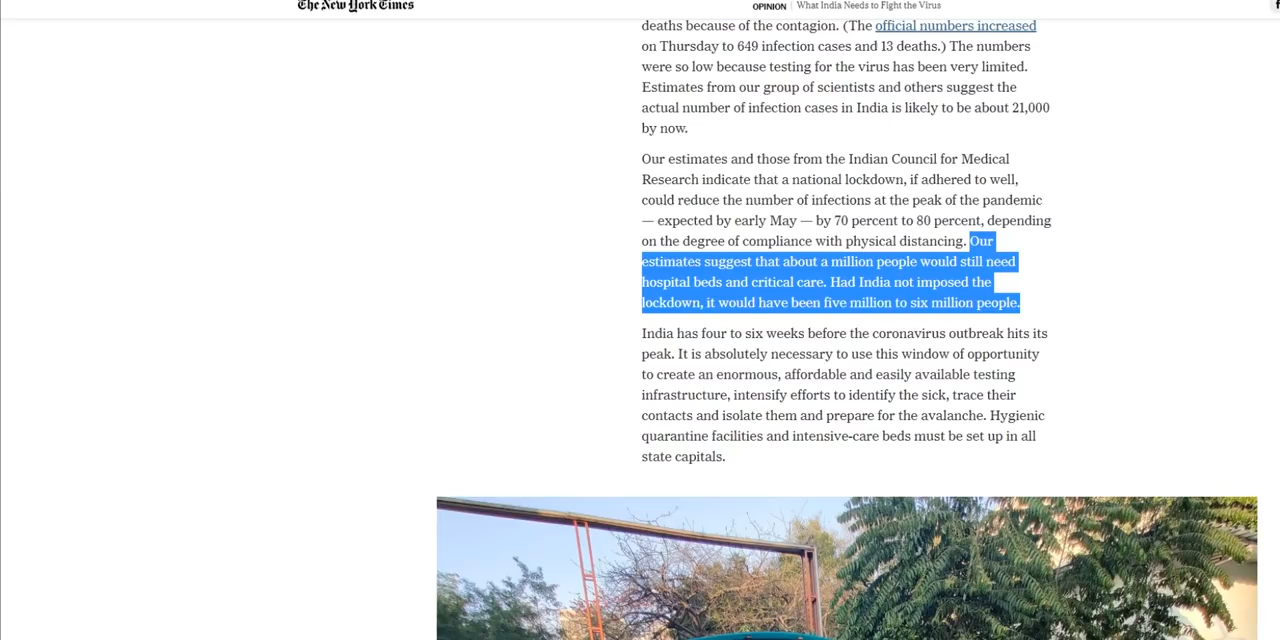 The New York Times
OPINION | What India Needs to Fight the Virus
deaths because of the contagion. (The official numbers increased
on Thursday to 649 infection cases and 13 deaths.) The numbers
were so low because testing for the virus has been very limited.
Estimates from our group of scientists and others suggest the
actual number of infection cases in India is likely to be about 21,000
by now.
Our estimates and those from the Indian Council for Medical
Research indicate that a national lockdown, if adhered to well,
could reduce the number of infections at the peak of the pandemic
— expected by early May — by 70 percent to 80 percent, depending
on the degree of compliance with physical distancing. Our
estimates suggest that about a million people would still need
hospital beds and critical care. Had India not imposed the
lockdown, it would have been five million to six million people.
India has four to six weeks before the coronavirus outbreak hits its
peak. It is absolutely necessary to use this window of opportunity
to create an enormous, affordable and easily available testing
infrastructure, intensify efforts to identify the sick, trace their
contacts and isolate them and prepare for the avalanche. Hygienic
quarantine facilities and intensive-care beds must be set up in all
state capitals.